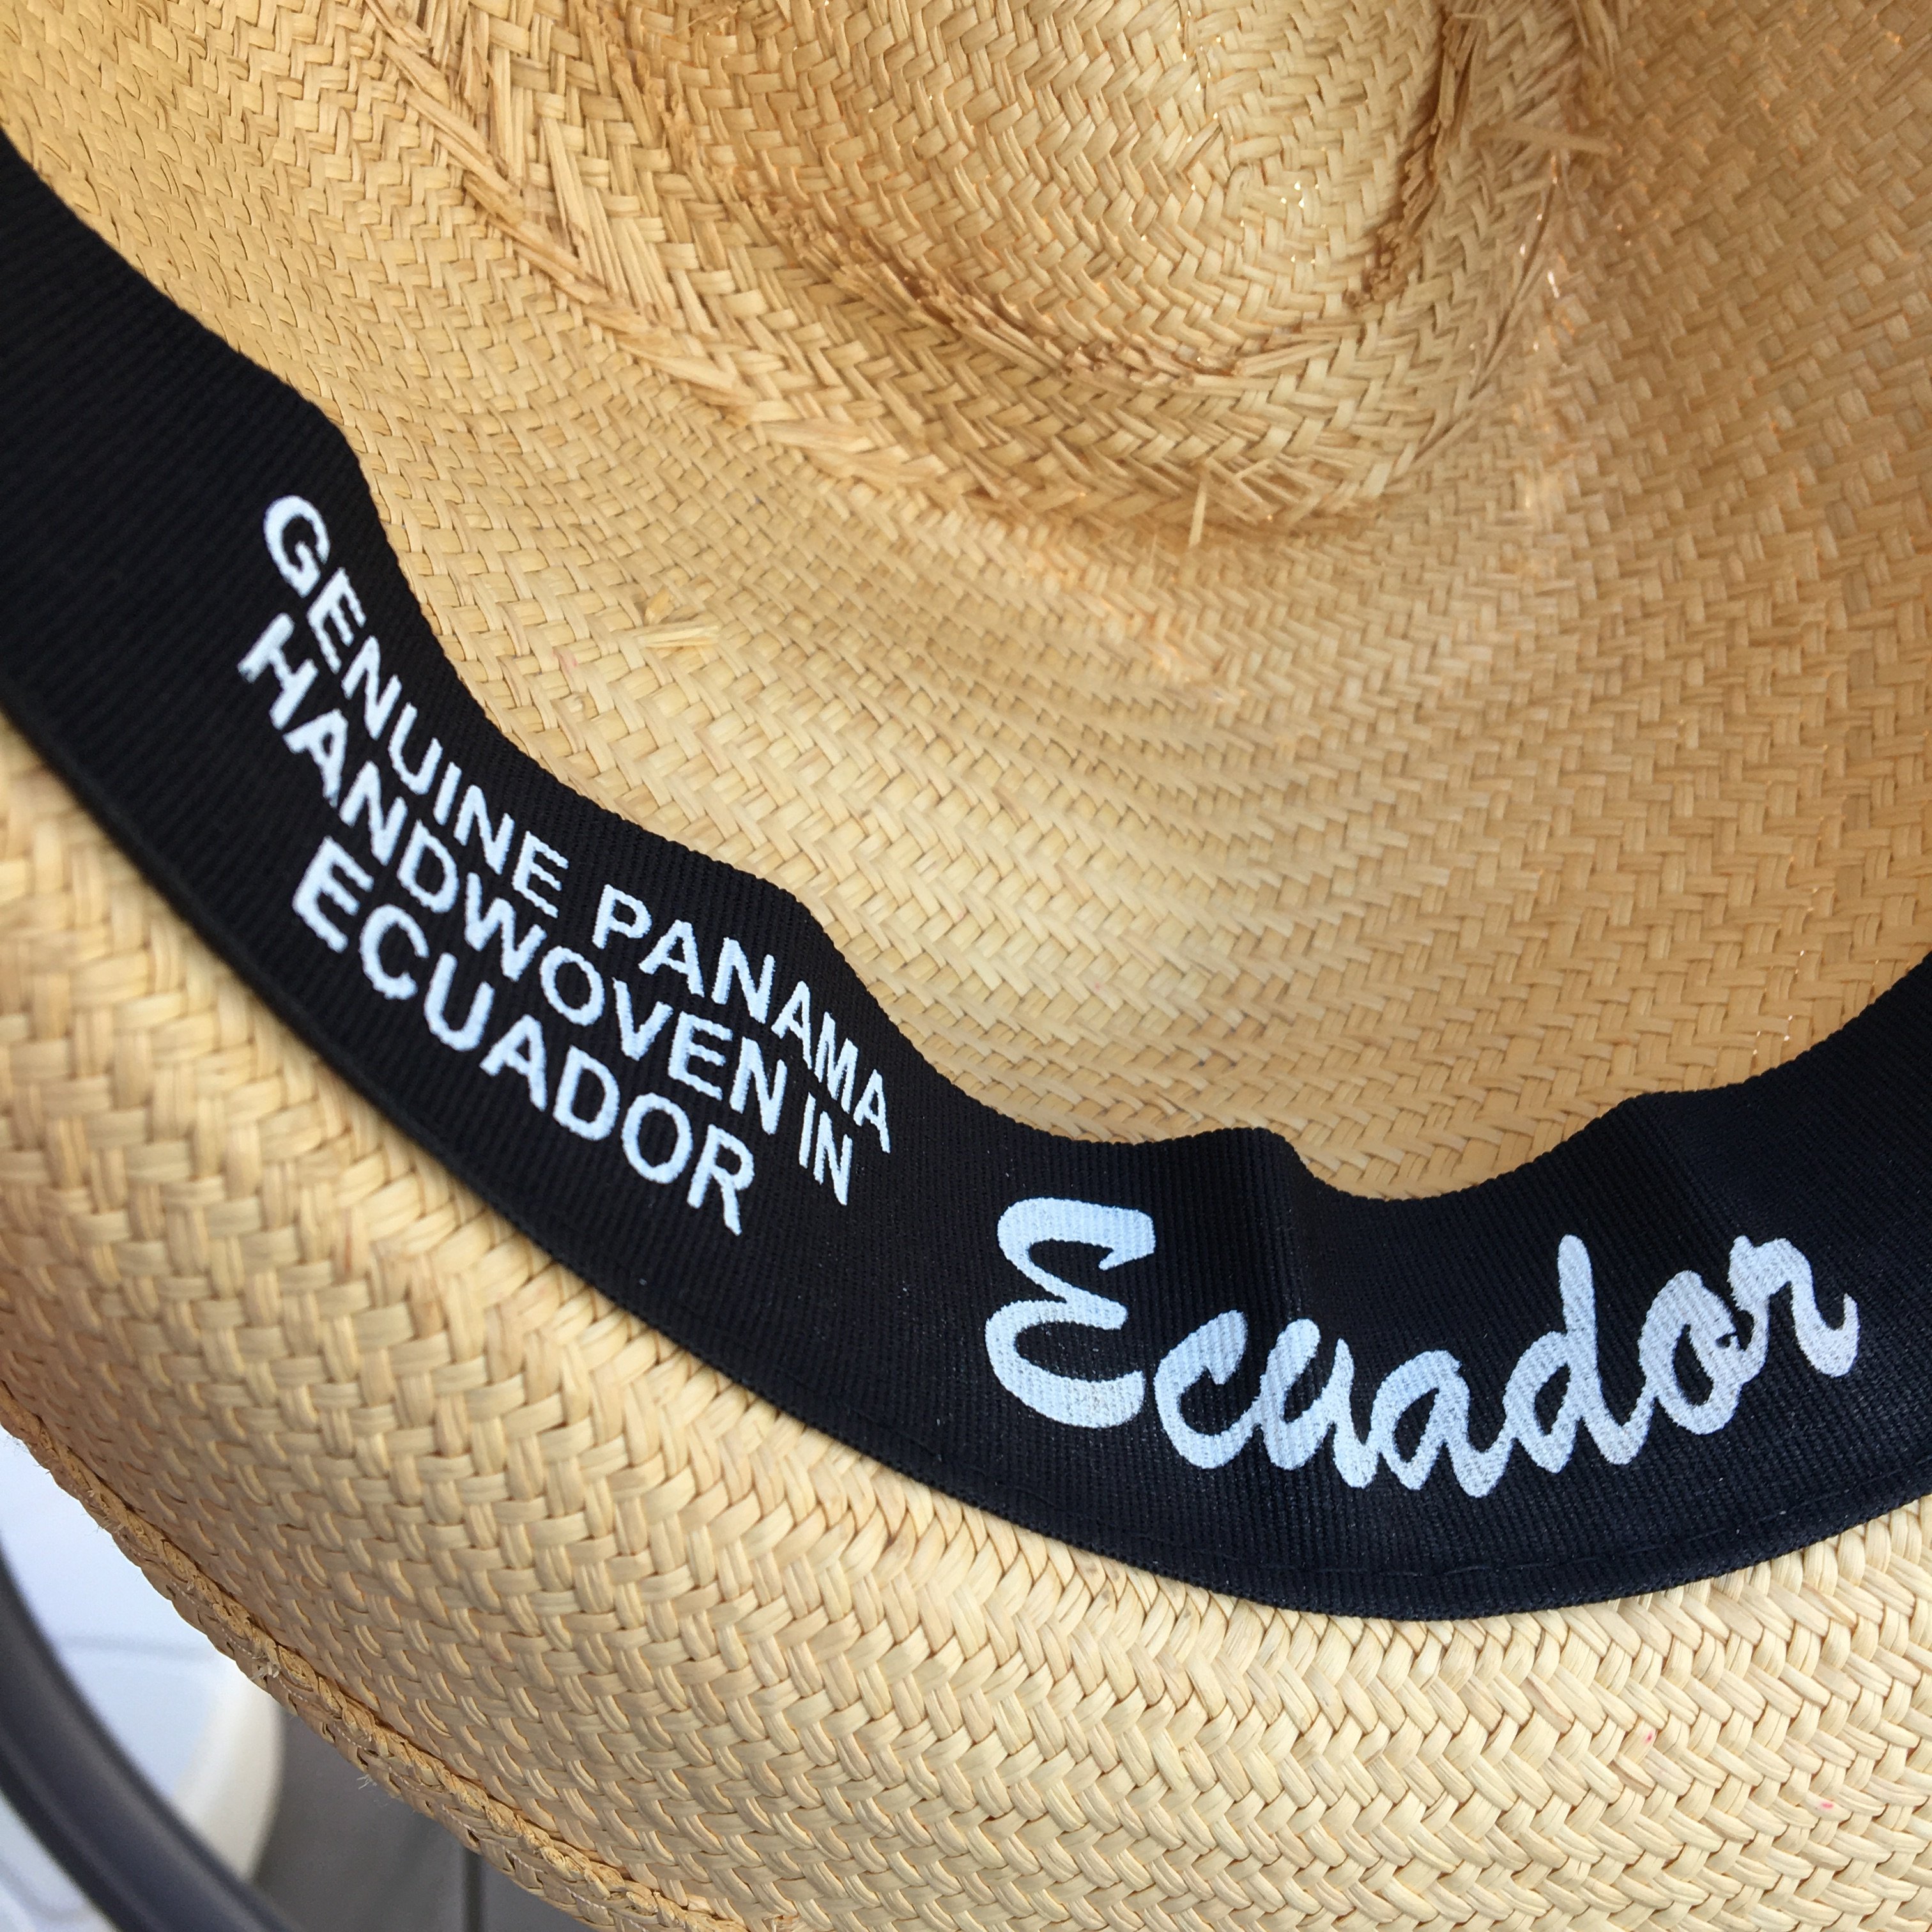 GENUINE PANAMA
HANDWOVEN IN
ECUADOR
Ecuador